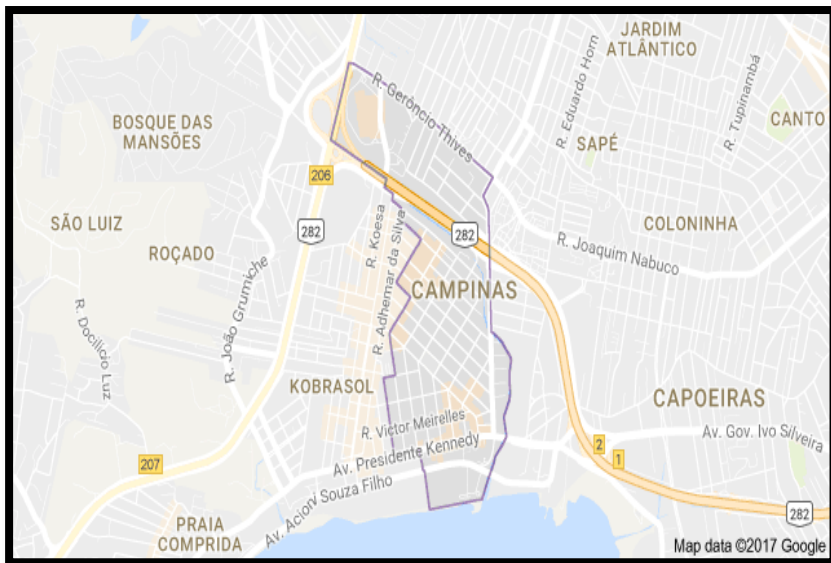 JARDIM
ATLÂNTICO
R. Gerôncio Thives
R. Eduardo Horn
R. Tupinambá
CANTO
BOSQUE DAS
MANSÕES
SAPÉ
206
SÃO LUIZ
282
282
COLONINHA
ROÇADO
R. Koesa
R. Joaquim Nabuco
R. Adhemar da Silva
CAMPINAS
R. João Grumiche
R. Docilicio Luz
KOBRASOL
CAPOEIRAS
R. Victor Meirelles
Av. Gov. Ivo Silveira
2
1
Av. Presidente Kennedy
207
Av. Acioni Souza Filho
282
PRAIA
COMPRIDA
Map data ©2017 Google